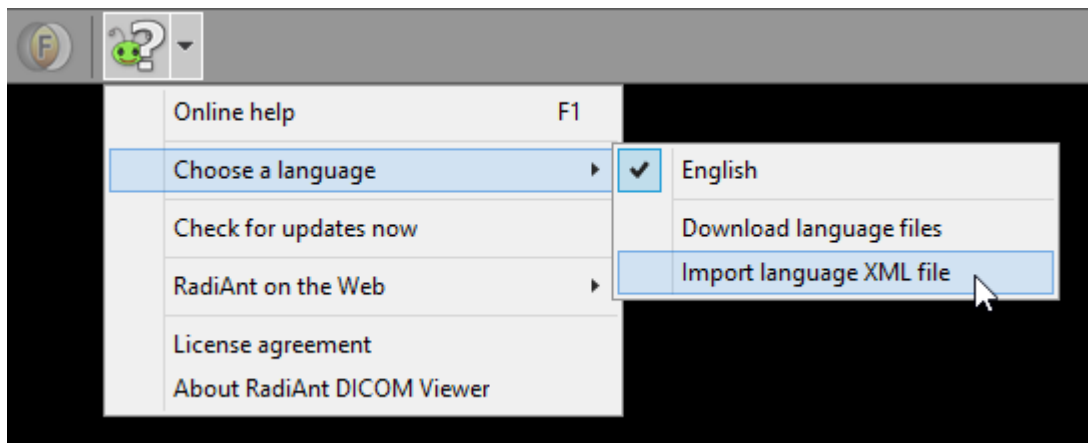 F
?
Online help F1
Choose a language
English
Check for updates now
Download language files
Import language XML file
RadiAnt on the Web
License agreement
About RadiAnt DICOM Viewer